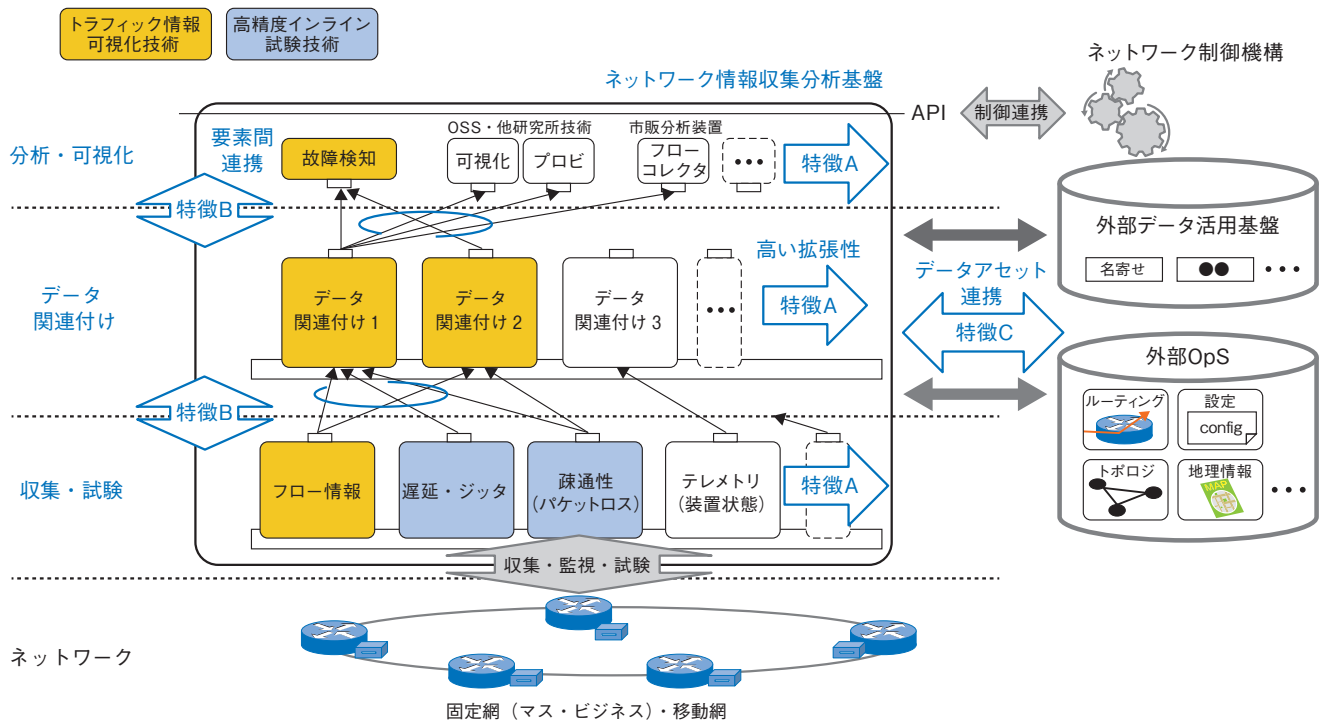 トラフィック情報
可視化技術
高精度インライン
試験技術
ネットワーク制御機構
ネットワーク情報収集分析基盤
API
制御連携
分析・可視化
要素間
連携
故障検知
OSS・他研究所技術
可視化
プロビ
市販分析装置
フロー
コレクタ
•••
特徴A
特徴B
外部データ活用基盤
名寄せ
●●
•••
データ
関連付け
データ
関連付け 1
データ
関連付け 2
データ
関連付け 3
•••
高い拡張性
特徴A
データアセット
連携
特徴C
外部OpS
ルーティング
設定
config
トポロジ
地理情報
MAP
•••
特徴B
収集・試験
フロー情報
遅延・ジッタ
疎通性
(パケットロス)
テレメトリ
(装置状態)
特徴A
収集・監視・試験
ネットワーク
固定網（マス・ビジネス）・移動網